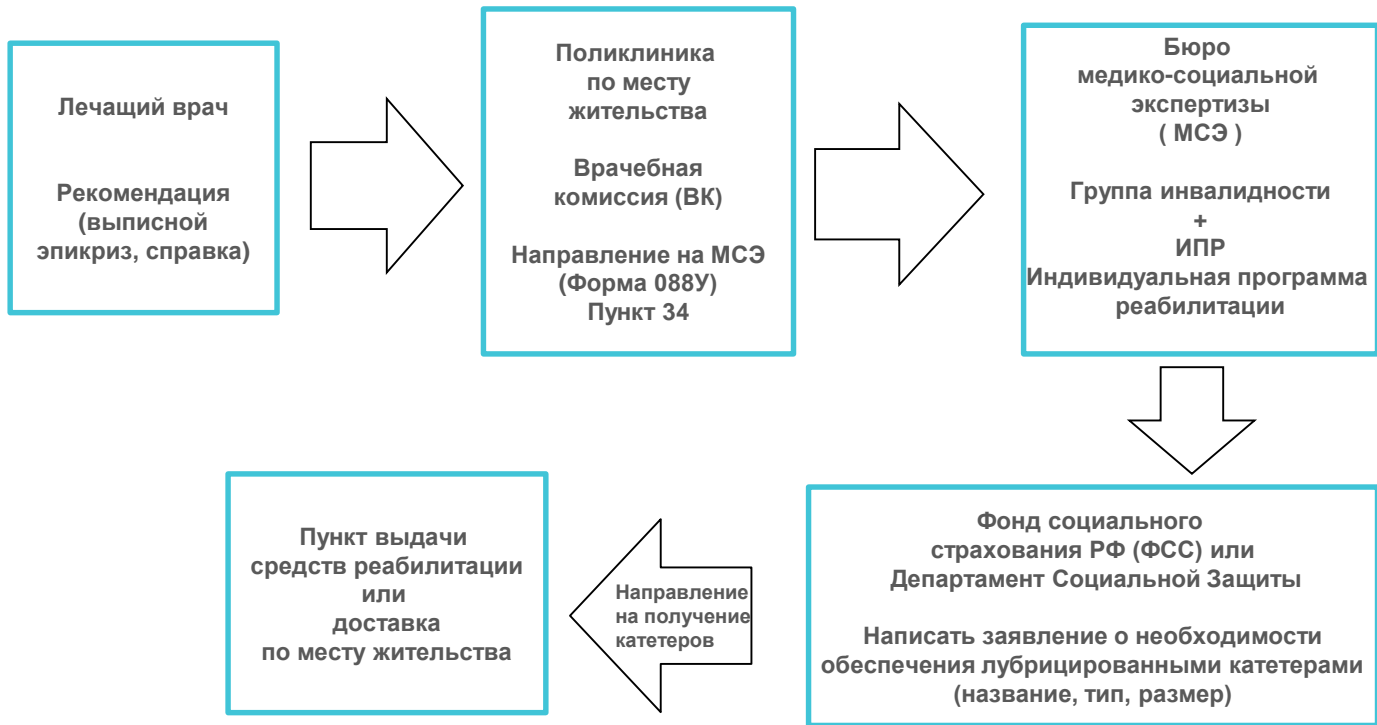 Лечащий врач
Рекомендация
(выписной
эпикриз, справка)
Поликлиника
по месту
жительства
Врачебная
комиссия (ВК)
Направление на МСЭ
(Форма 088У)
Пункт 34
Бюро
медико-социальной
экспертизы
( МСЭ )
Группа инвалидности
+
ИПР
Индивидуальная программа
реабилитации
Фонд социального
страхования РФ (ФСС) или
Департамент Социальной Защиты
Написать заявление о необходимости
обеспечения лубрицированными катетерами
(название, тип, размер)
Направление
на получение
катетеров
Пункт выдачи
средств реабилитации
или
доставка
по месту жительства